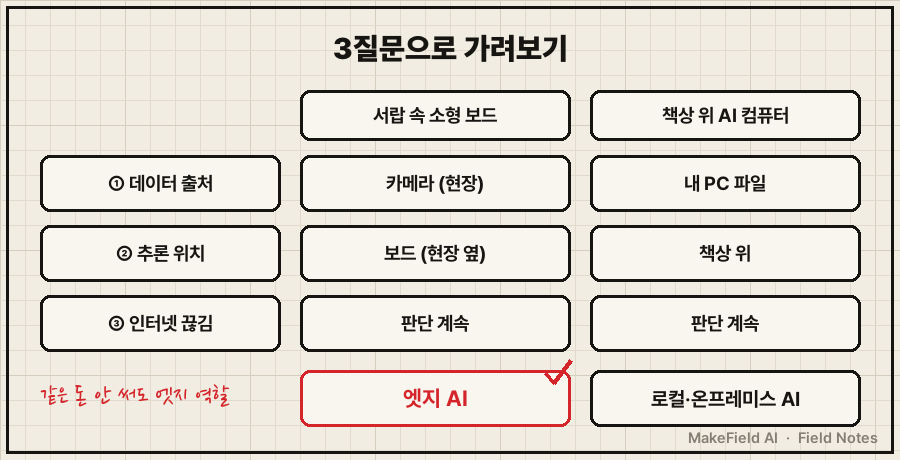 3질문으로 가려보기
서랍 속 소형 보드
책상 위 AI 컴퓨터
① 데이터 출처
카메라 (현장)
내 PC 파일
② 추론 위치
보드 (현장 옆)
책상 위
③ 인터넷 끊김
판단 계속
판단 계속
같은 돈 안 써도 엣지 역할
엣지 AI
로컬·온프레미스 AI
MakeField AI · Field Notes